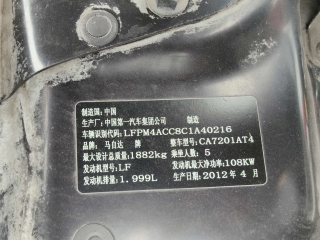 制造国:中国
生产厂:中国第一汽车集团公司 制造
车辆识别代码:LFPM4ACC8C1A40216
品牌: 马自达 牌 整车型号:CA7201AT4
最大设计总质量:1882kg 乘坐人数: 5
发动机型号:LF 发动机最大净功率:108KW
发动机排量:1.999L 生产日期:2012年 4 月